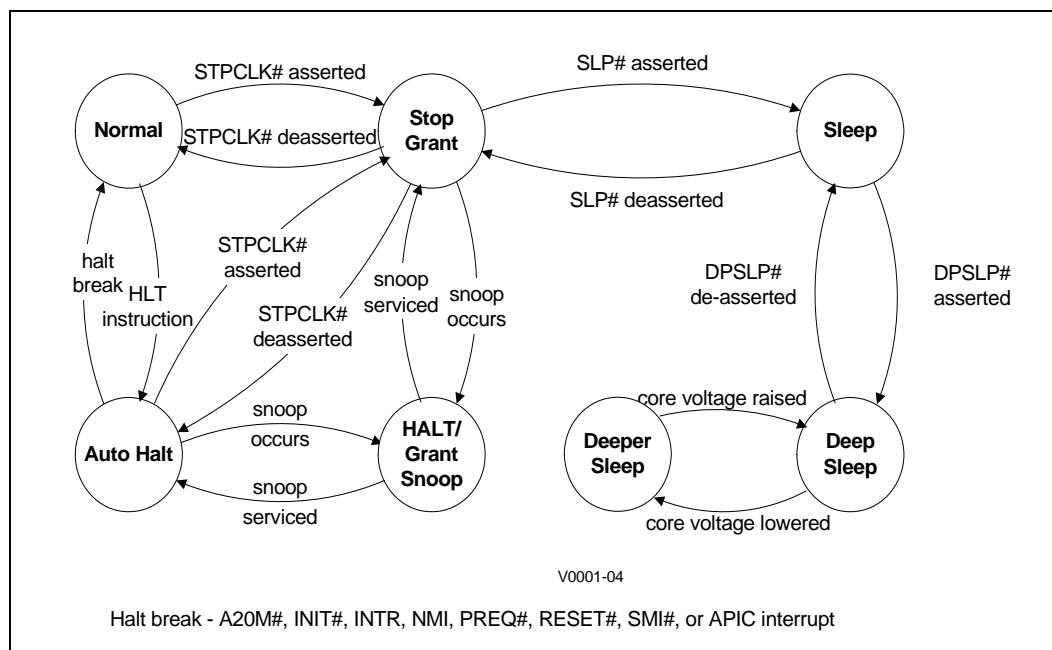 STPCLK# asserted
SLP# asserted
Normal
Stop
Grant
Sleep
STPCLK# deasserted
SLP# deasserted
halt
break
HLT
instruction
STPCLK#
asserted
STPCLK#
deasserted
snoop
serviced
snoop
occurs
DPSLP#
de-asserted
DPSLP#
asserted
Auto Halt
snoop
occurs
snoop
serviced
HALT/
Grant
Snoop
core voltage raised
Deeper
Sleep
Deep
Sleep
core voltage lowered
V0001-04
Halt break - A20M#, INIT#, INTR, NMI, PREQ#, RESET#, SMI#, or APIC interrupt